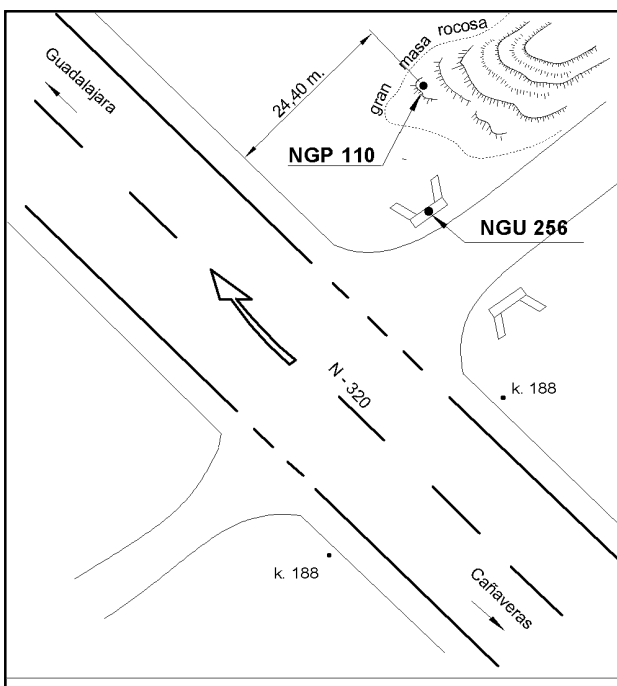 Guadalajara
24,40 m.
gran masa rocosa
NGP 110
NGU 256
N - 320
k. 188
k. 188
Cañaveras